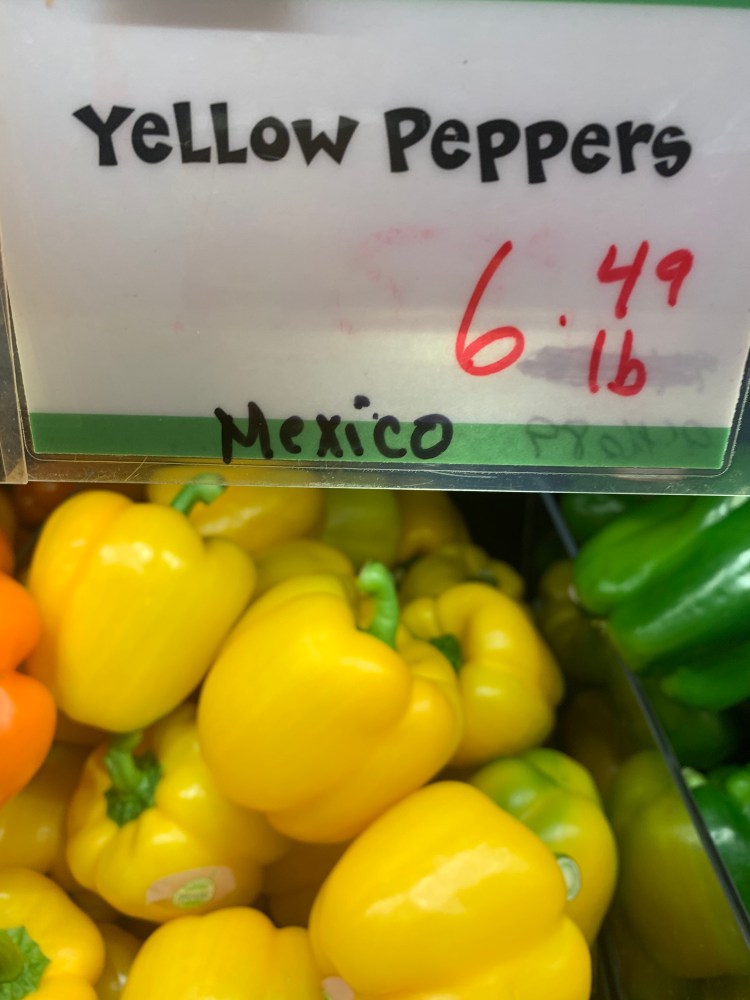 Yellow Peppers
6.49
lb
Mexico